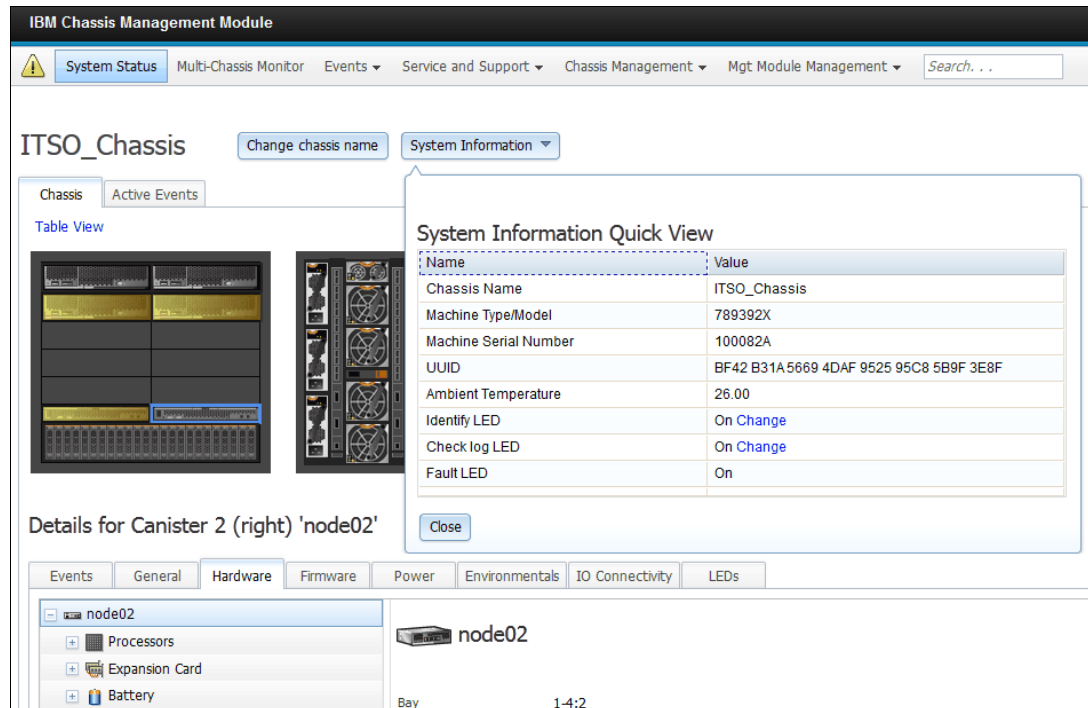 IBM Chassis Management Module
System Status Multi-Chassis Monitor Events Service and Support Chassis Management Mgt Module Management Search. . .
ITSO_Chassis Change chassis name System Information
Chassis Active Events
Table View
System Information Quick View
Name Value
Chassis Name ITSO_Chassis
Machine Type/Model 789392X
Machine Serial Number 100082A
UUID BF42 B31A 5669 4DAF 9525 95C8 5B9F 3E8F
Ambient Temperature 26.00
Identify LED On Change
Check log LED On Change
Fault LED On
Close
Details for Canister 2 (right) 'node02'
Events General Hardware Firmware Power Environmentals IO Connectivity LEDs
node02
Processors
Expansion Card
Battery
node02
Bay 1-4:2